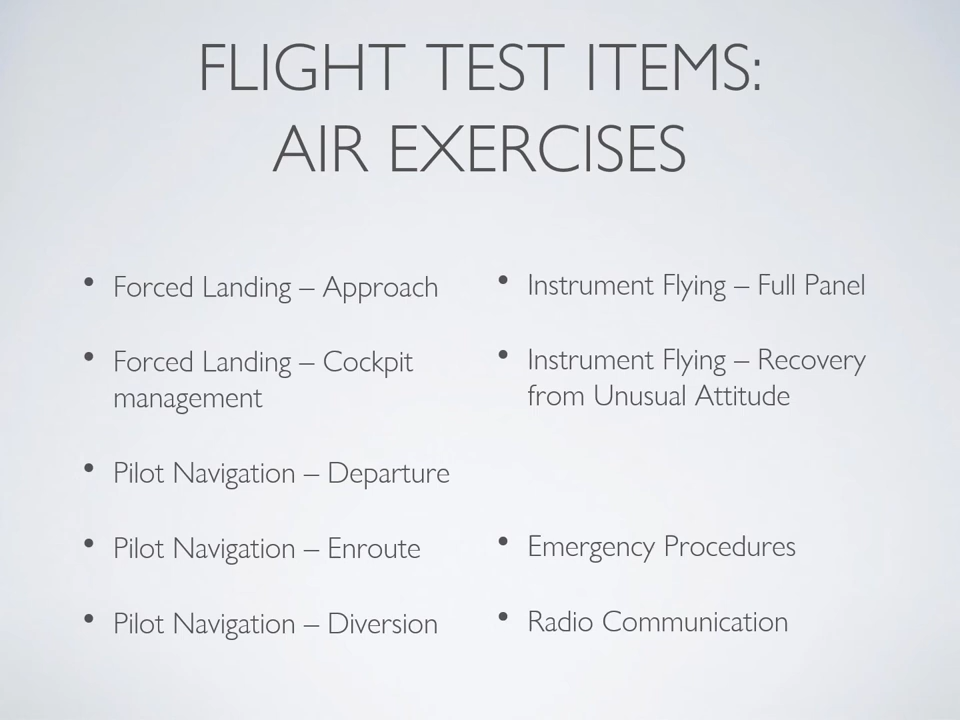 FLIGHT TEST ITEMS:
AIR EXERCISES
• Forced Landing – Approach
• Forced Landing – Cockpit
management
• Pilot Navigation – Departure
• Pilot Navigation – Enroute
• Pilot Navigation – Diversion
• Instrument Flying – Full Panel
• Instrument Flying – Recovery
from Unusual Attitude
• Emergency Procedures
• Radio Communication